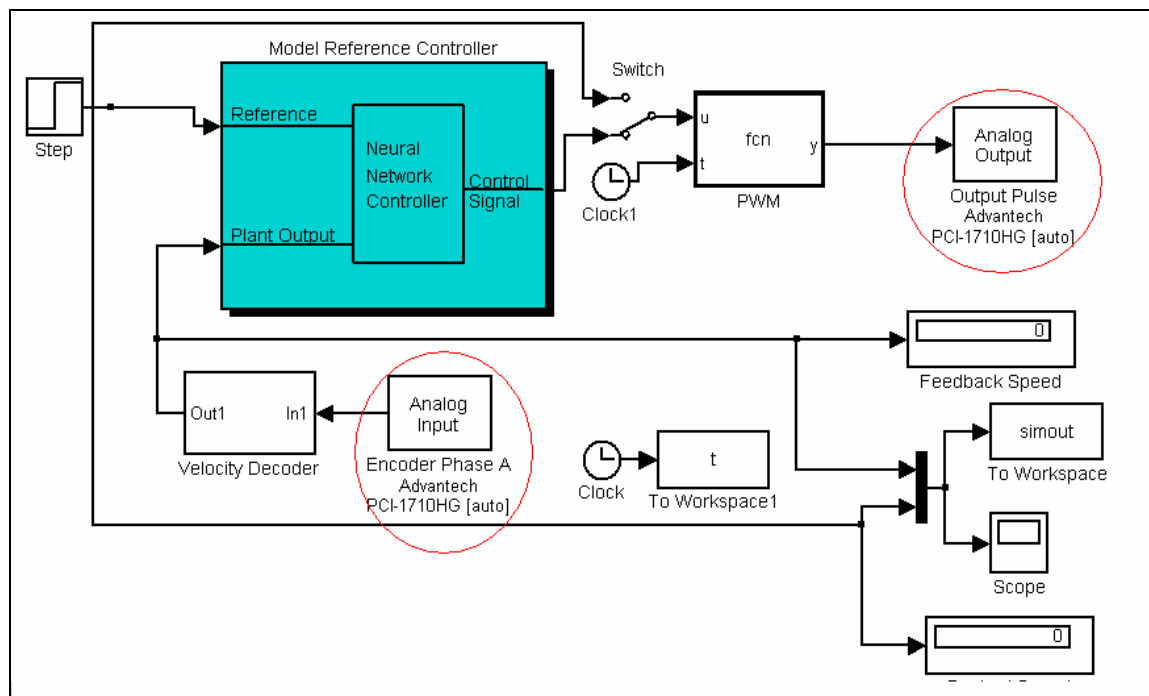 Model Reference Controller
Switch
Step
Reference
Neural
Network
Controller
Control
Signal
Plant Output
Clock1
u
t
fcn
y
PWM
Analog
Output
Output Pulse
Advantech
PCI-1710HG [auto]
0
Feedback Speed
Out1
In1
Velocity Decoder
Analog
Input
Encoder Phase A
Advantech
PCI-1710HG [auto]
Clock
t
To Workspace1
simout
To Workspace
Scope
0